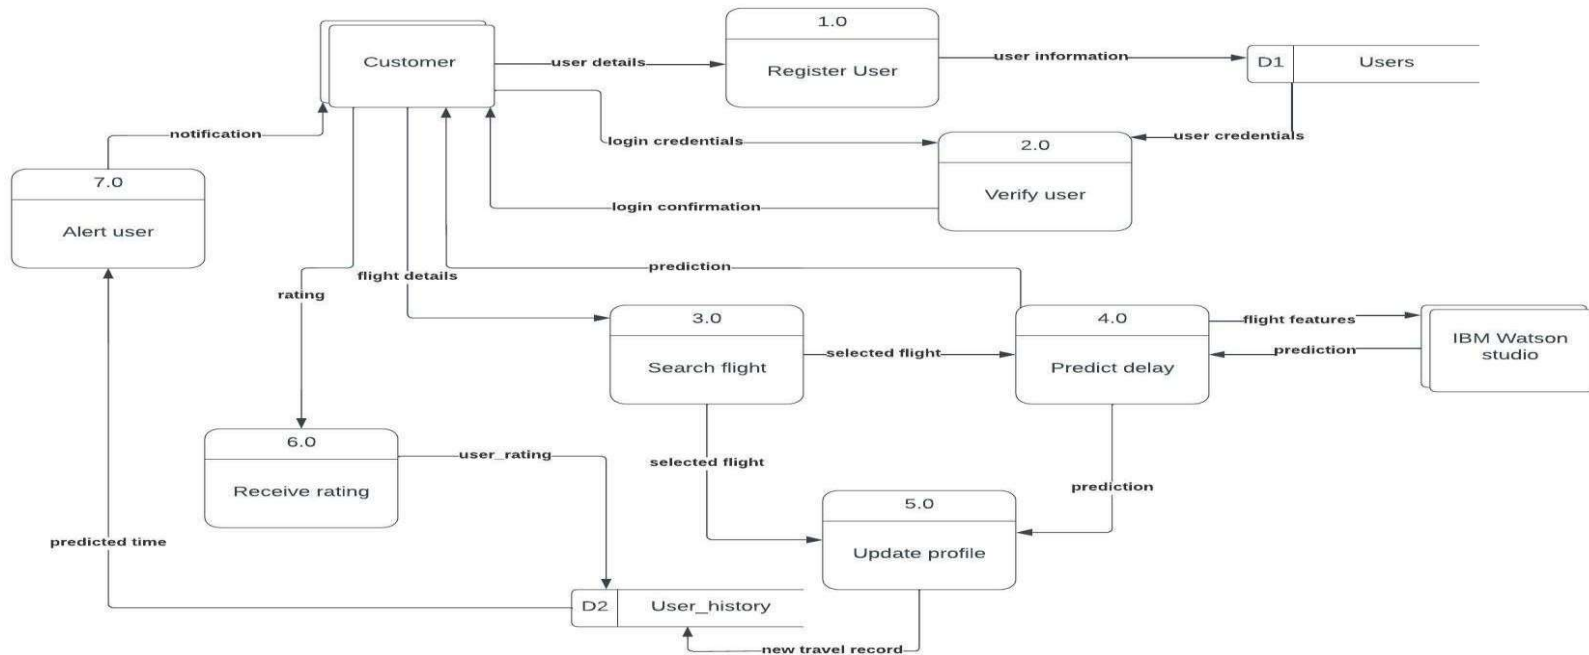 1.0
Customer
user details
Register User
user information
D1
Users
notification
login credentials
user credentials
2.0
7.0
Verify user
login confirmation
Alert user
prediction
flight details
rating
3.0
4.0
flight features
IBM Watson
studio
selected flight
prediction
Search flight
Predict delay
6.0
user_rating
selected flight
Receive rating
prediction
5.0
predicted time
Update profile
D2
User_history
new travel record